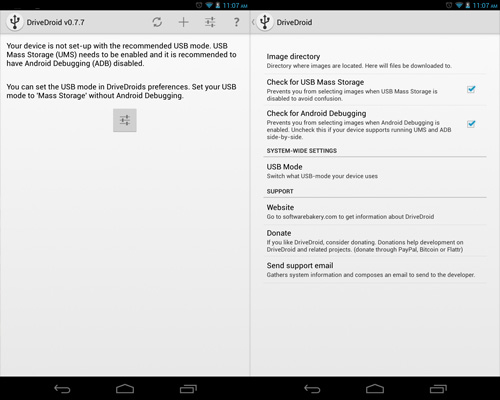 11:07 AM
DriveDroid v0.7.7
?
Your device is not set-up with the recommended USB mode. USB
Mass Storage (UMS) needs to be enabled and it is recommended to
have Android Debugging (ADB) disabled.
You can set the USB mode in DriveDroids preferences. Set your USB
mode to 'Mass Storage' without Android Debugging.
11:07 AM
DriveDroid
Image directory
Directory where images are located. Here will files be downloaded to.
Check for USB Mass Storage
Prevents you from selecting images when USB Mass Storage is
disabled to avoid confusion.
Check for Android Debugging
Prevents you from selecting images when Android Debugging is
enabled. Uncheck this if your device supports running UMS and ADB
side-by-side.
SYSTEM-WIDE SETTINGS
USB Mode
Switch what USB-mode your device uses
SUPPORT
Website
Go to softwarebakery.com to get information about DriveDroid
Donate
If you like DriveDroid, consider donating. Donations help development on
DriveDroid and related projects. (donate through PayPal, Bitcoin or Flattr)
Send support email
Gathers system information and composes an email to send to the developer.